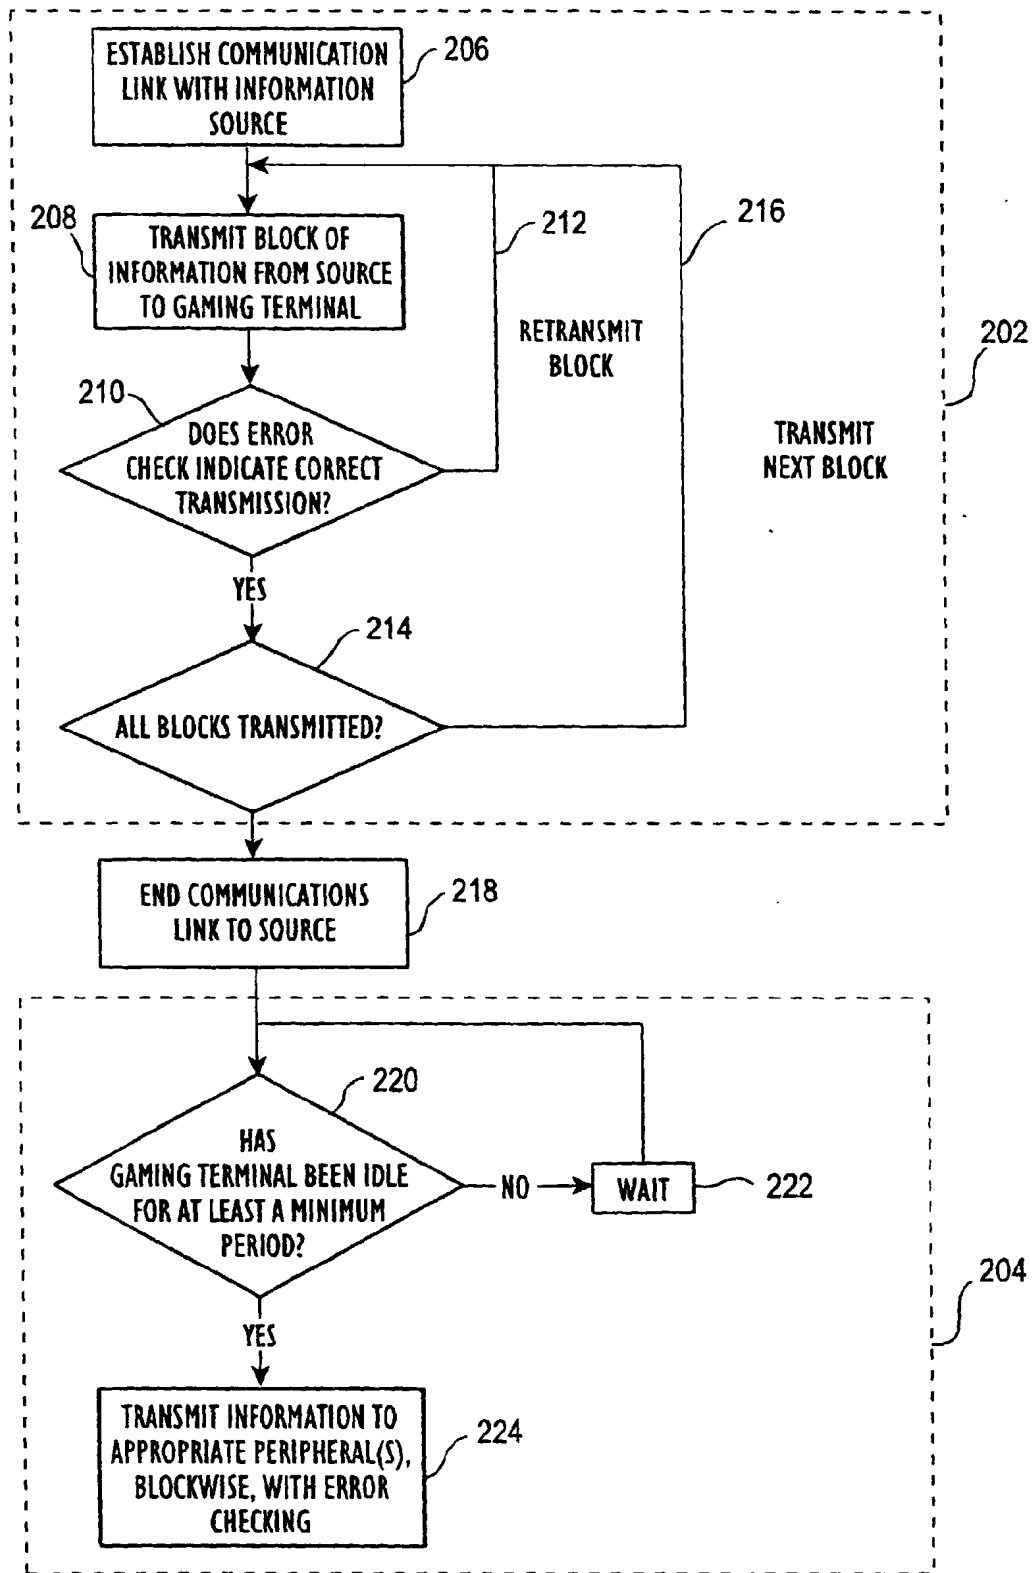 ESTABLISH COMMUNICATION
LINK WITH INFORMATION
SOURCE
206
208
TRANSMIT BLOCK OF
INFORMATION FROM SOURCE
TO GAMING TERMINAL
212
216
RETRANSMIT
BLOCK
202
210
DOES ERROR
CHECK INDICATE CORRECT
TRANSMISSION?
TRANSMIT
NEXT BLOCK
YES
214
ALL BLOCKS TRANSMITTED?
END COMMUNICATIONS
LINK TO SOURCE
218
220
HAS
GAMING TERMINAL BEEN IDLE
FOR AT LEAST A MINIMUM
PERIOD?
NO
WAIT
222
204
YES
TRANSMIT INFORMATION TO
APPROPRIATE PERIPHERAL(S),
BLOCKWISE, WITH ERROR
CHECKING
224